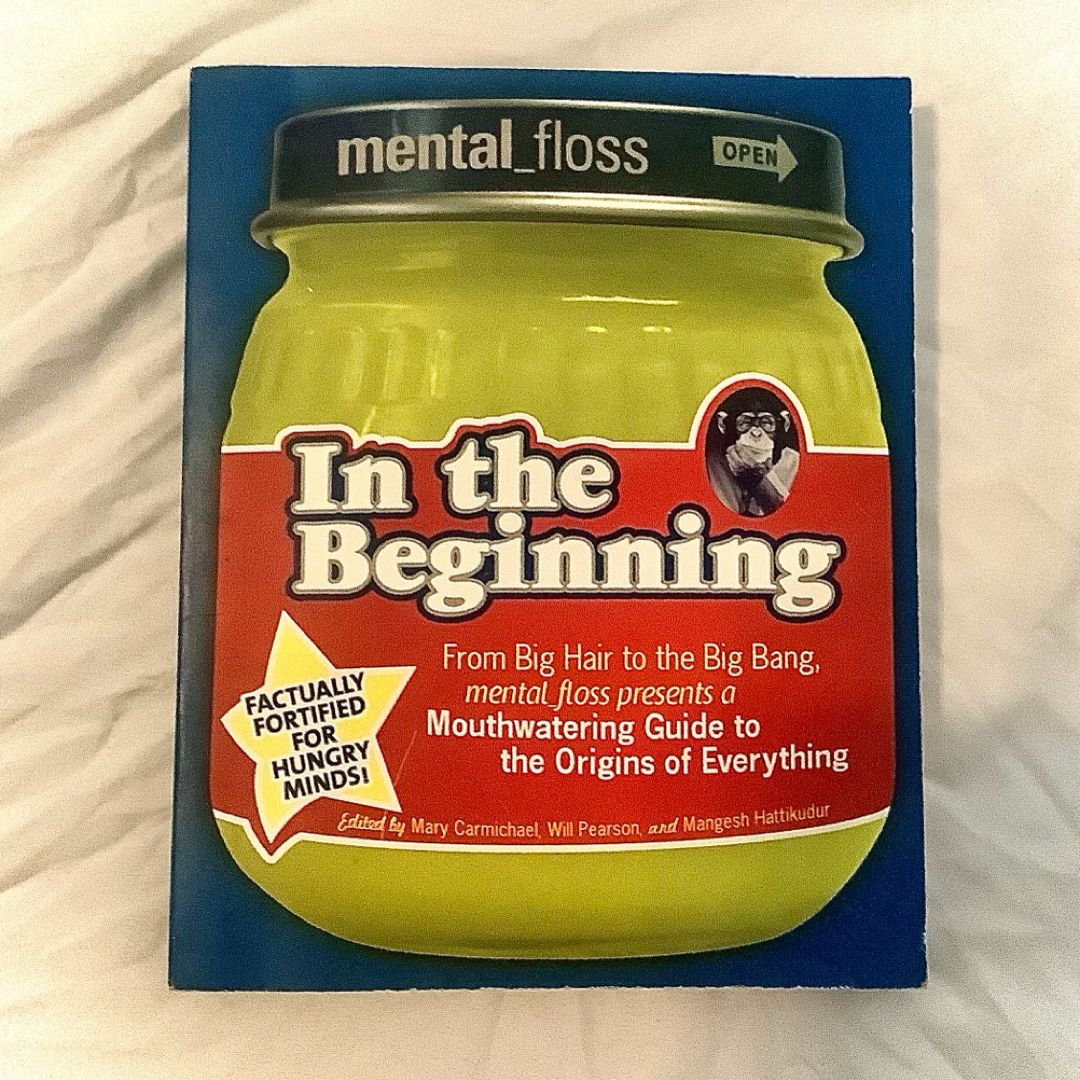 mental_floss OPEN
In the
Beginning
From Big Hair to the Big Bang,
mental_floss presents a
Mouthwatering Guide to
the Origins of Everything
FACTUALLY
FORTIFIED
FOR
HUNGRY
MINDS!
Edited by Mary Carmichael, Will Pearson, and Mangesh Hattikudur